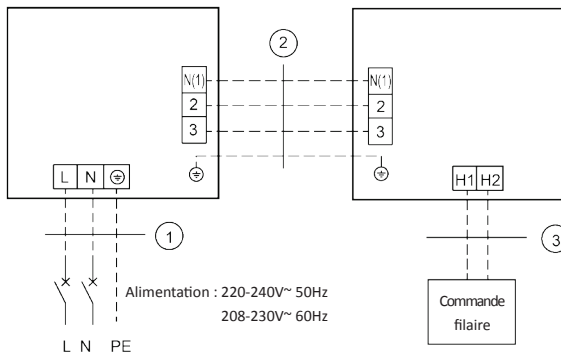 2
N(1)
N(1)
2
2
3
3
L N
H1 H2
1
3
Alimentation : 220-240V~ 50Hz
208-230V~ 60Hz
Commande
filaire
L N PE